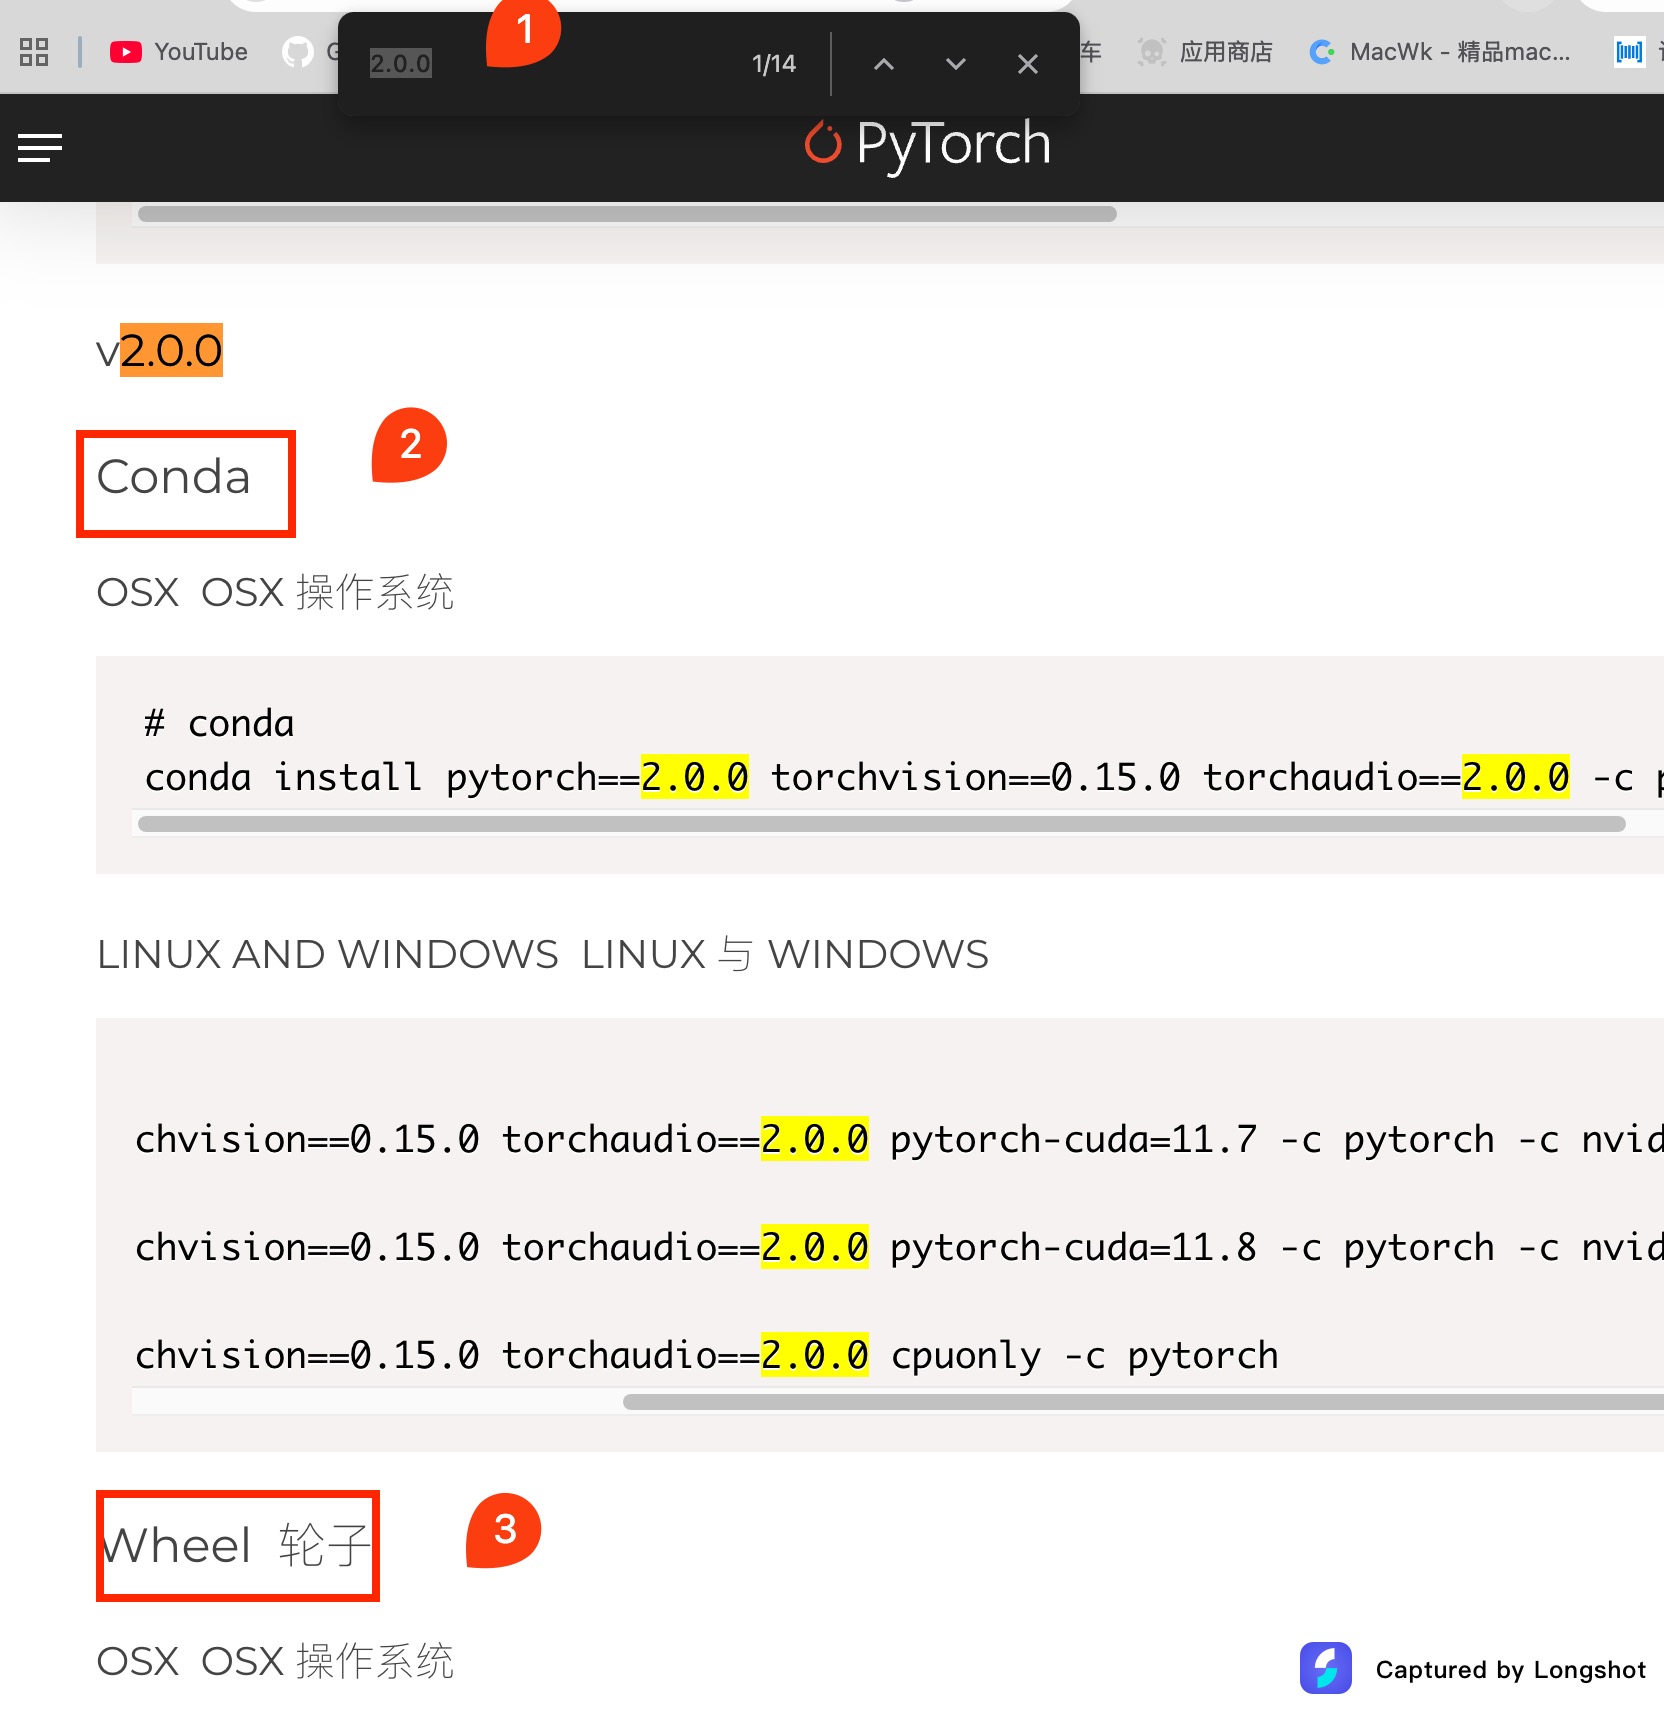 YouTube
G
2.0.0
1
1/14
车
应用商店
MacWk - 精品mac...
PyTorch
v2.0.0
Conda
2
OSX OSX 操作系统
# conda
conda install pytorch==2.0.0 torchvision==0.15.0 torchaudio==2.0.0 -c p
LINUX AND WINDOWS LINUX 与 WINDOWS
chvision==0.15.0 torchaudio==2.0.0 pytorch-cuda=11.7 -c pytorch -c nvid
chvision==0.15.0 torchaudio==2.0.0 pytorch-cuda=11.8 -c pytorch -c nvid
chvision==0.15.0 torchaudio==2.0.0 cpuonly -c pytorch
Wheel 轮子
3
OSX OSX 操作系统
Captured by Longshot